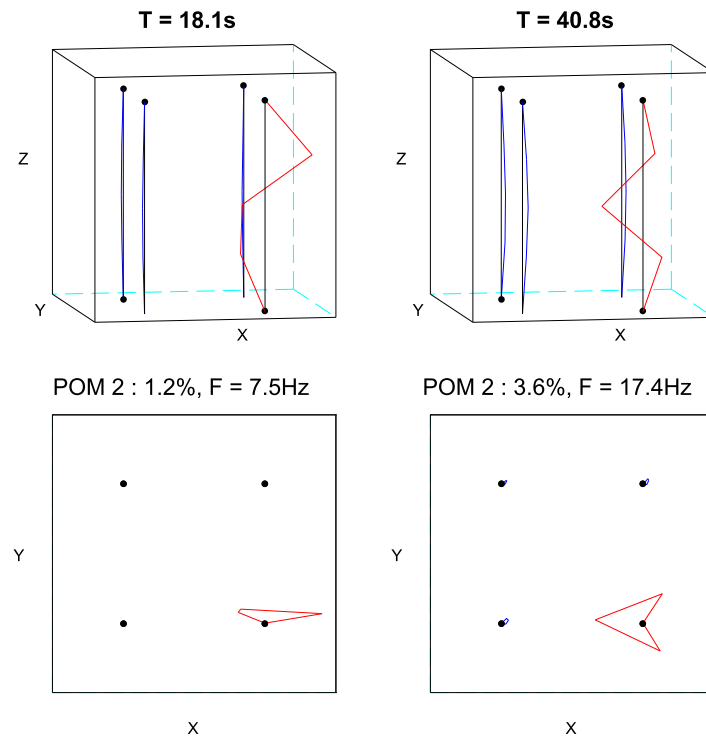 T = 18.1s
T = 40.8s
Z
Y
X
Z
Y
X
POM 2 : 1.2%, F = 7.5Hz
POM 2 : 3.6%, F = 17.4Hz
Y
X
Y
X